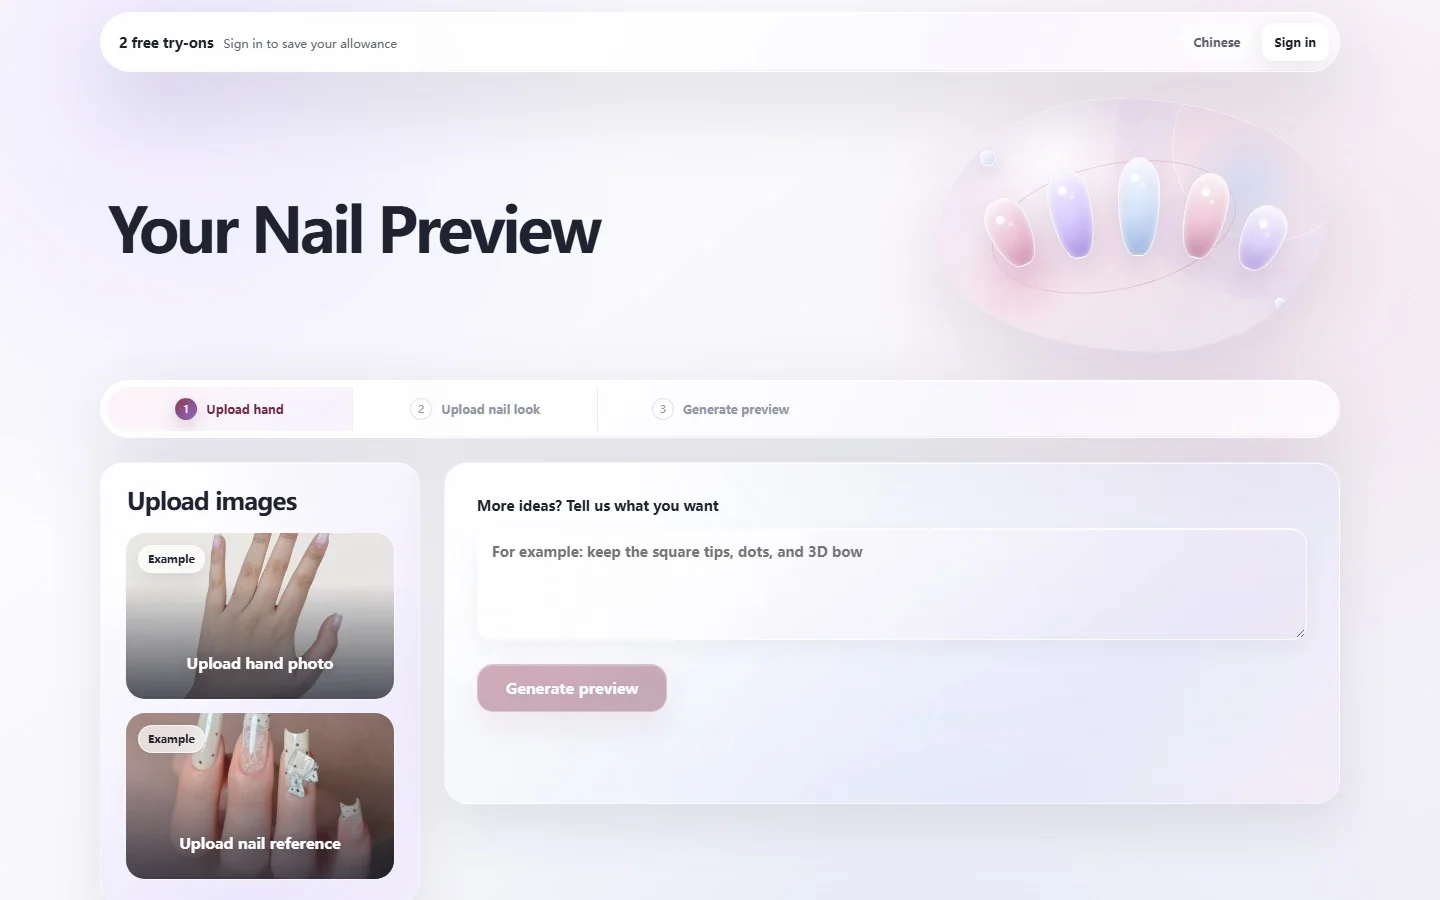 2 free try-ons Sign in to save your allowance
Chinese
Sign in
Your Nail Preview
1 Upload hand
2 Upload nail look
3 Generate preview
Upload images
Example
Upload hand photo
Example
Upload nail reference
More ideas? Tell us what you want
For example: keep the square tips, dots, and 3D bow
Generate preview